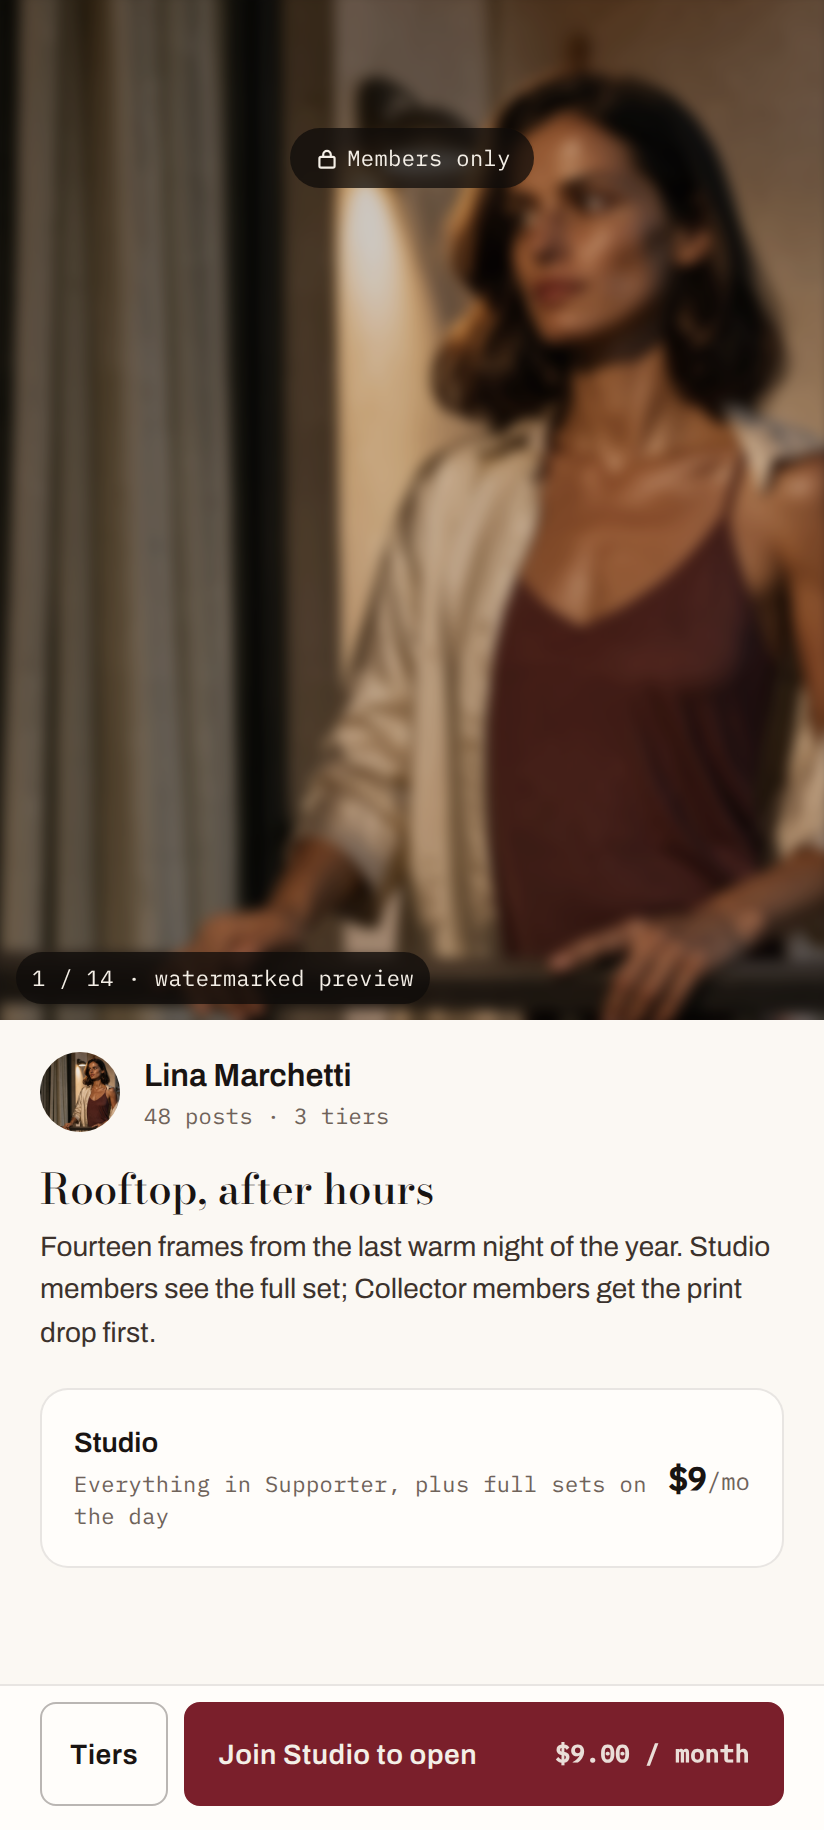 Members only
1 / 14 · watermarked preview
Lina Marchetti
48 posts · 3 tiers
Rooftop, after hours
Fourteen frames from the last warm night of the year. Studio
members see the full set; Collector members get the print
drop first.
Studio
Everything in Supporter, plus full sets on
the day
$9/mo
Tiers
Join Studio to open
$9.00 / month